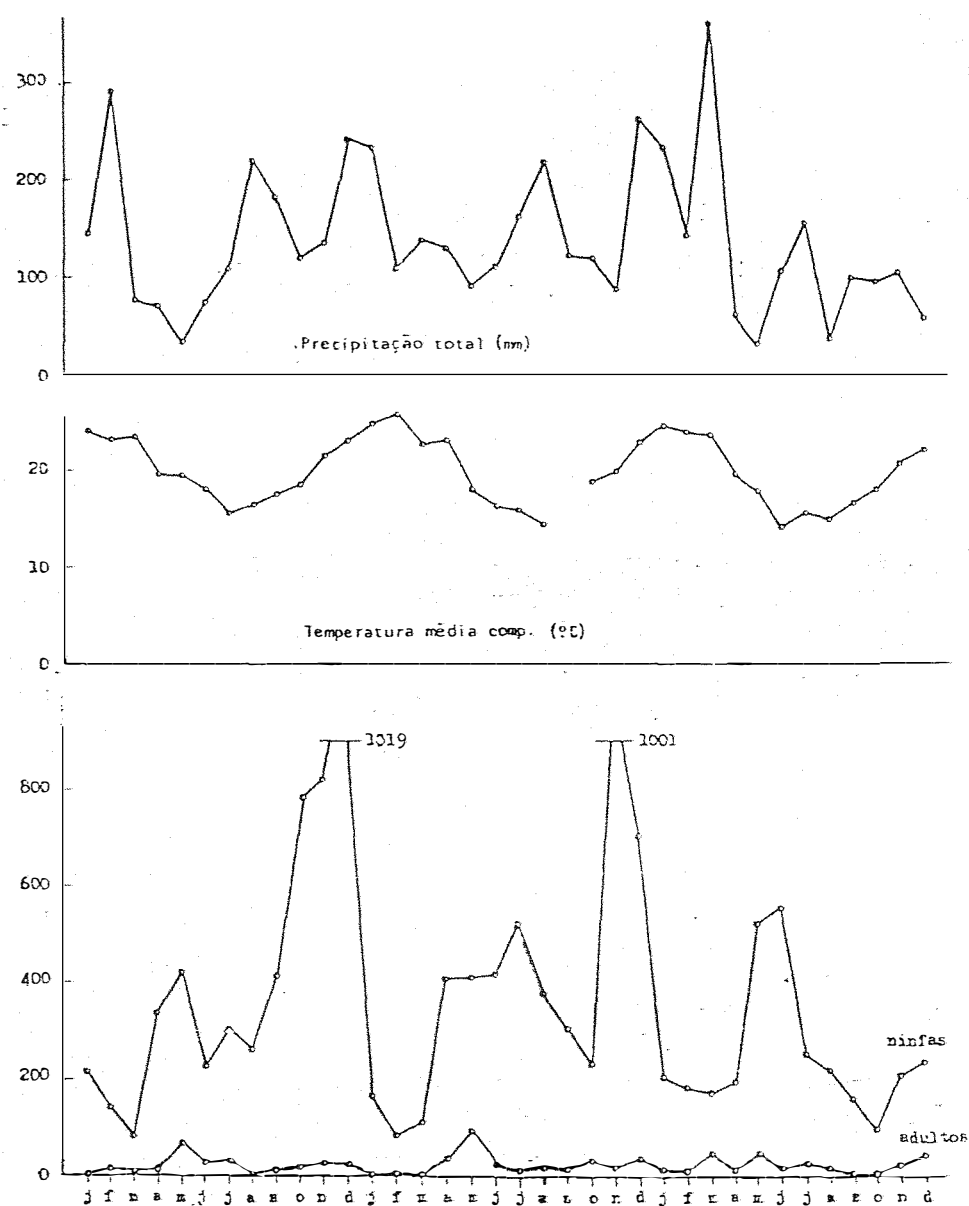 300
200
100
0
Precipitação total (mm)
20
10
0
Temperatura média comp. (ºC)
1019
1001
800
600
400
200
0
ninfas
adultos
j f m a m j j a s o n d j f m a m j j a s o n d j f m a m j j a s o n d